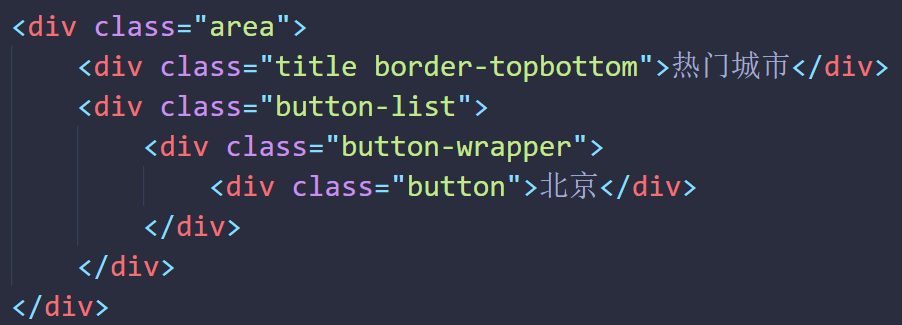 <div class="area">
<div class="title border-topbottom">热门城市</div>
<div class="button-list">
<div class="button-wrapper">
<div class="button">北京</div>
</div>
</div>
</div>